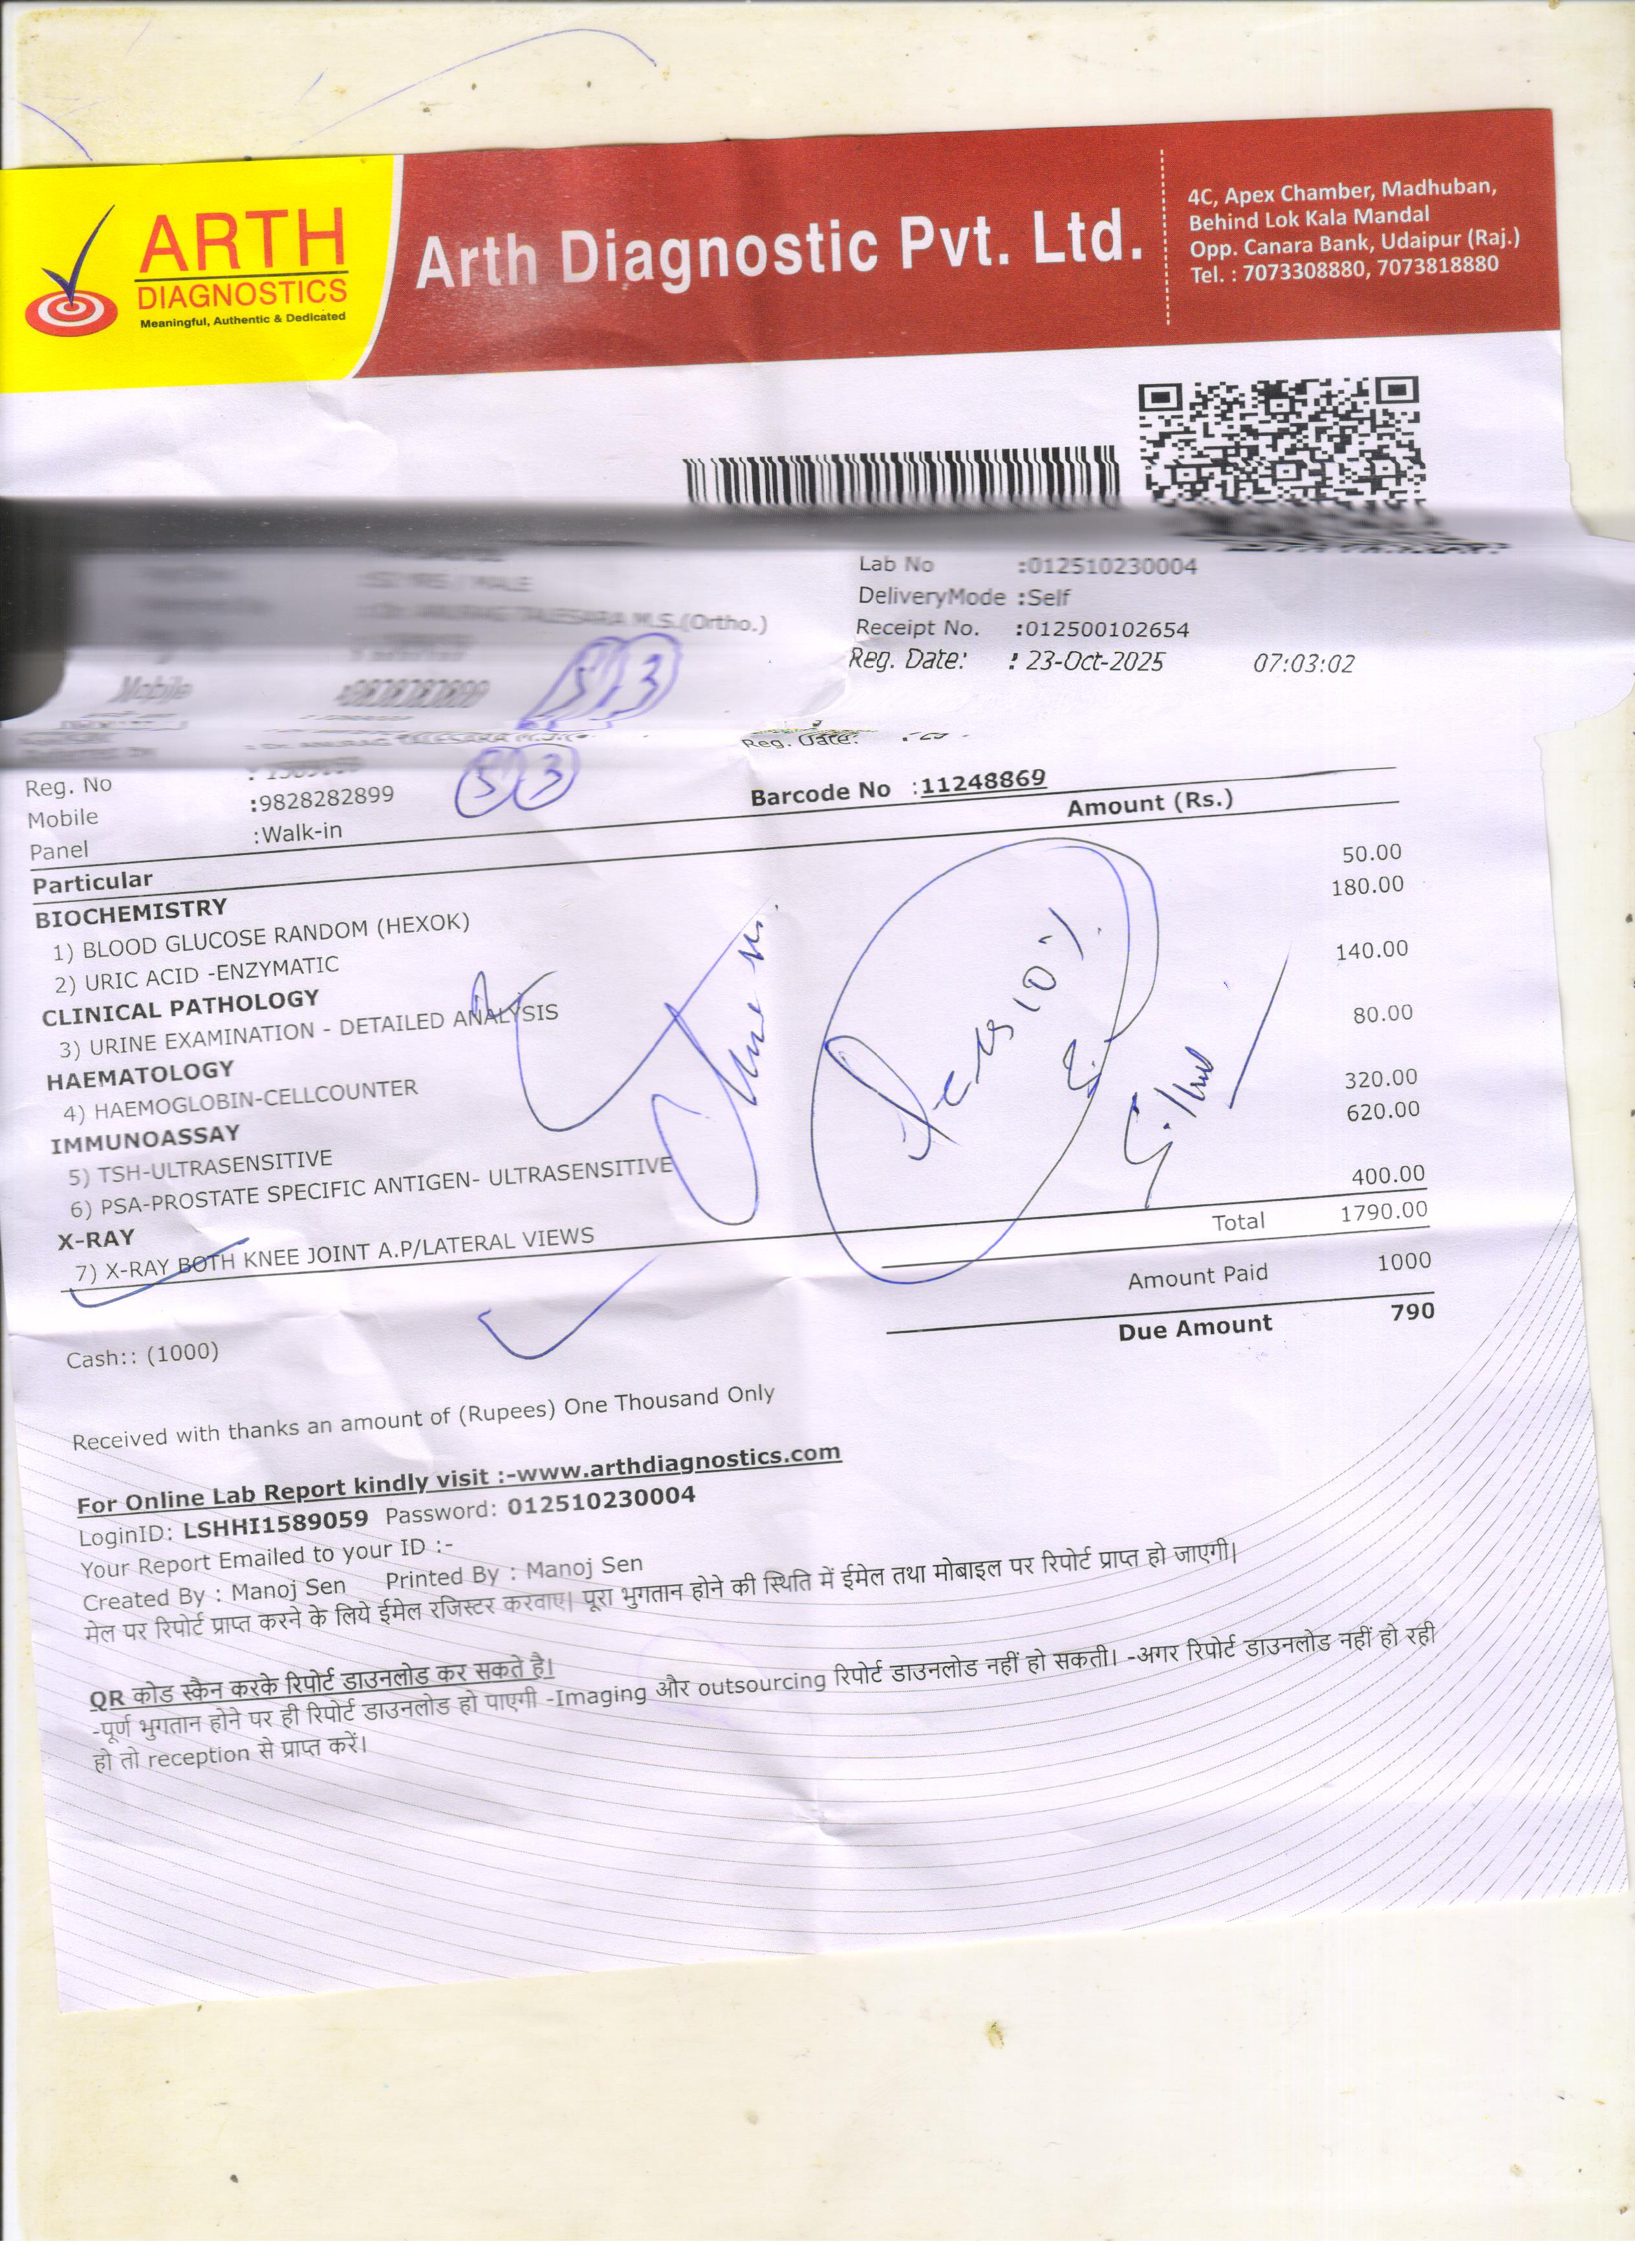 ARTH
DIAGNOSTICS
Meaningful, Authentic & Dedicated
Arth Diagnostic Pvt. Ltd.
4C, Apex Chamber, Madhuban,
Behind Lok Kala Mandal
Opp. Canara Bank, Udaipur (Raj.)
Tel. : 7073308880, 7073818880
MALE
M.S.(Ortho.)
Mobile
Lab No :012510230004
DeliveryMode :Self
Receipt No. :012500102654
Reg. Date: : 23-Oct-2025 07:03:02
Reg. Date:
Reg. No
Mobile :9828282899
Panel :Walk-in
53
Barcode No :11248869
Particular Amount (Rs.)
BIOCHEMISTRY
1) BLOOD GLUCOSE RANDOM (HEXOK) 50.00
2) URIC ACID -ENZYMATIC 180.00
CLINICAL PATHOLOGY
3) URINE EXAMINATION - DETAILED ANALYSIS 140.00
HAEMATOLOGY
4) HAEMOGLOBIN-CELLCOUNTER 80.00
IMMUNOASSAY
5) TSH-ULTRASENSITIVE 320.00
6) PSA-PROSTATE SPECIFIC ANTIGEN- ULTRASENSITIVE 620.00
X-RAY
7) X-RAY BOTH KNEE JOINT A.P/LATERAL VIEWS 400.00
10%
Total 1790.00
Amount Paid 1000
Due Amount 790
Cash:: (1000)
Received with thanks an amount of (Rupees) One Thousand Only
For Online Lab Report kindly visit :-www.arthdiagnostics.com
LoginID: LSHHI1589059 Password: 012510230004
Your Report Emailed to your ID :-
Created By : Manoj Sen Printed By : Manoj Sen
मेल पर रिपोर्ट प्राप्त करने के लिये ईमेल रजिस्टर करवाए। पूरा भुगतान होने की स्थिति में ईमेल तथा मोबाइल पर रिपोर्ट प्राप्त हो जाएगी।
QR कोड स्कैन करके रिपोर्ट डाउनलोड कर सकते है।
-पूर्ण भुगतान होने पर ही रिपोर्ट डाउनलोड हो पाएगी -Imaging और outsourcing रिपोर्ट डाउनलोड नहीं हो सकती। -अगर रिपोर्ट डाउनलोड नहीं हो रही
हो तो reception से प्राप्त करें।